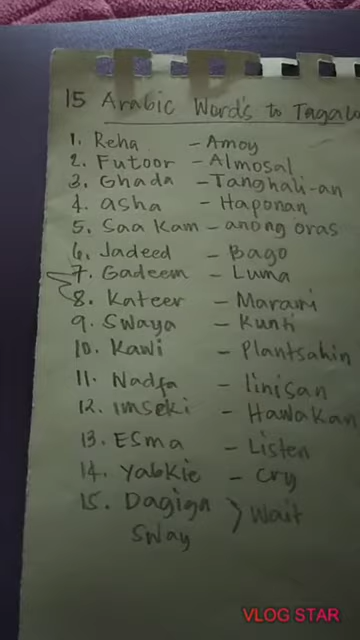 15 Arabic Words to Tagalo
1. Reha - Amoy
2. Futoor - Almosal
3. Ghada - Tanghali-an
4. asha - Haponan
5. Saa Kam - anong oras
6. Jadeed - Bago
7. Gadeem - Luma
8. Kateer - Marami
9. Swaya - Kunti
10. Kawi - Plantsahin
11. Nadfa - linisan
12. imseki - Hawakan
13. Esma - Listen
14. Yabkie - Cry
15. Dagiga > Wait
Sway
VLOG STAR